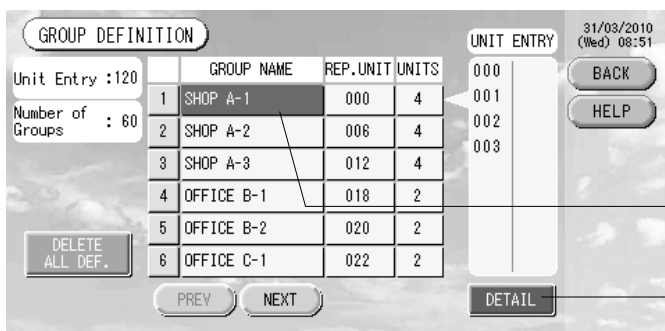 GROUP DEFINITION
UNIT ENTRY
31/03/2010
(Wed) 08:51
Unit Entry :120
Number of
Groups : 60
GROUP NAME REP.UNIT UNITS
1 SHOP A-1 000 4
2 SHOP A-2 006 4
3 SHOP A-3 012 4
4 OFFICE B-1 018 2
5 OFFICE B-2 020 2
6 OFFICE C-1 022 2
000
001
002
003
BACK
HELP
DELETE
ALL DEF.
PREV
NEXT
DETAIL